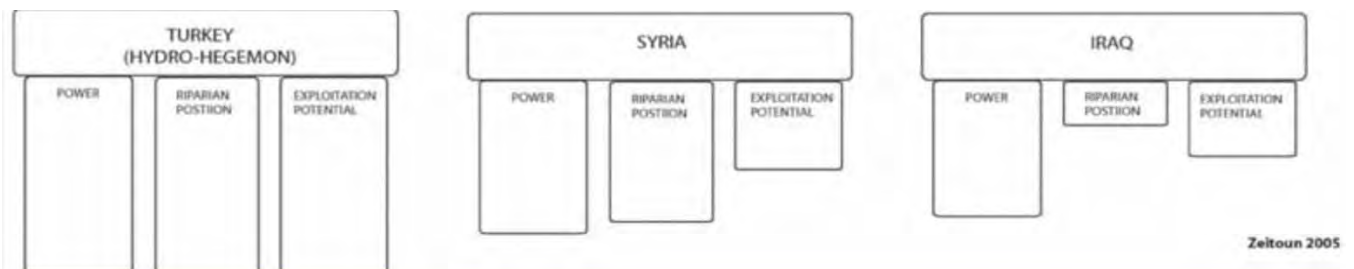 TURKEY
(HYDRO-HEGEMON)
POWER
RIPARIAN
POSTIION
EXPLOITATION
POTENTIAL
SYRIA
POWER
RIPARIAN
POSTIION
EXPLOITATION
POTENTIAL
IRAQ
POWER
RIPARIAN
POSTIION
EXPLOITATION
POTENTIAL
Zeitoun 2005